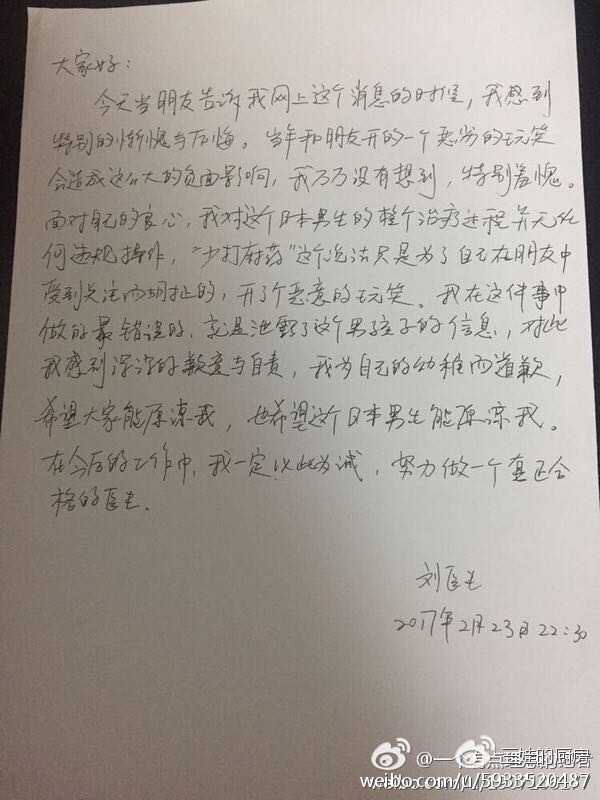 大家好：
今天当朋友告诉我网上这个消息的时候，我感到
特别的惭愧与后悔。当年和朋友开的一个恶劣的玩笑
会造成这么大的负面影响，我万万没有想到，特别羞愧。
面对自己的良心，我对这个日本男生的整个治疗过程并无任
何违规操作，“少打麻药”这个说法只是为了自己在朋友中
受到关注而胡扯的，开了个恶意的玩笑。我在这件事中
做的最错误的，就是泄露了这个男孩子的信息，对此
我感到深深的歉意与自责，我为自己的幼稚而道歉，
希望大家能原谅我，也希望这个日本男生能原谅我。
在今后的工作中，我一定以此为诫，努力做一个真正合
格的医生.
刘医生
2017年2月23日22:30
weibo.com/u/5933520487